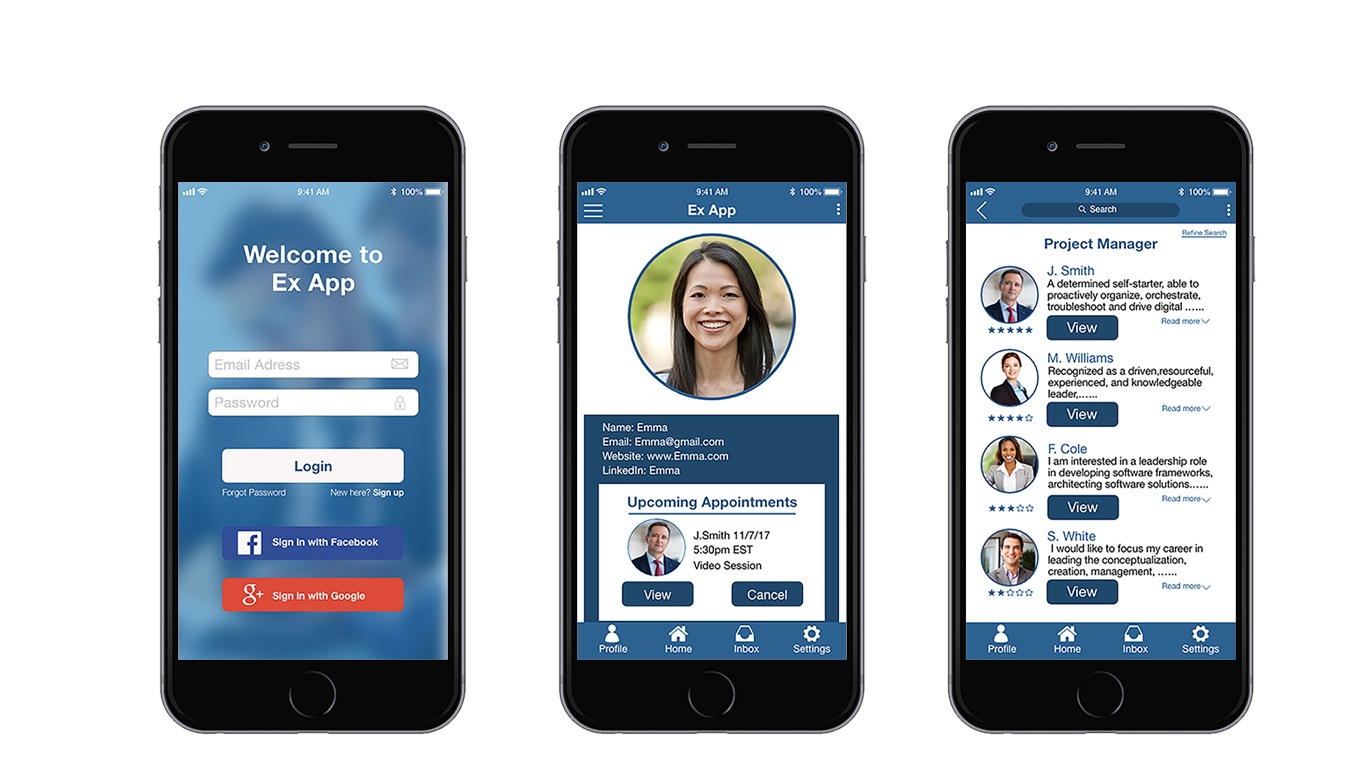 9:41 AM 100%
Welcome to
Ex App
Email Adress
Password
Login
Forgot Password New here? Sign up
f Sign in with Facebook
g+ Sign in with Google
9:41 AM 100%
Ex App
Name: Emma
Email: Emma@gmail.com
Website: www.Emma.com
LinkedIn: Emma
Upcoming Appointments
J.Smith 11/7/17
5:30pm EST
Video Session
View Cancel
Profile Home Inbox Settings
9:41 AM 100%
Search
Refine Search
Project Manager
J. Smith
A determined self-starter, able to
proactively organize, orchestrate,
troubleshoot and drive digital ......
View Read more
M. Williams
Recognized as a driven,resourceful,
experienced, and knowledgeable
leader,......
View Read more
F. Cole
I am interested in a leadership role
in developing software frameworks,
architecting software solutions......
View Read more
S. White
I would like to focus my career in
leading the conceptualization,
creation, management, ......
View Read more
Profile Home Inbox Settings